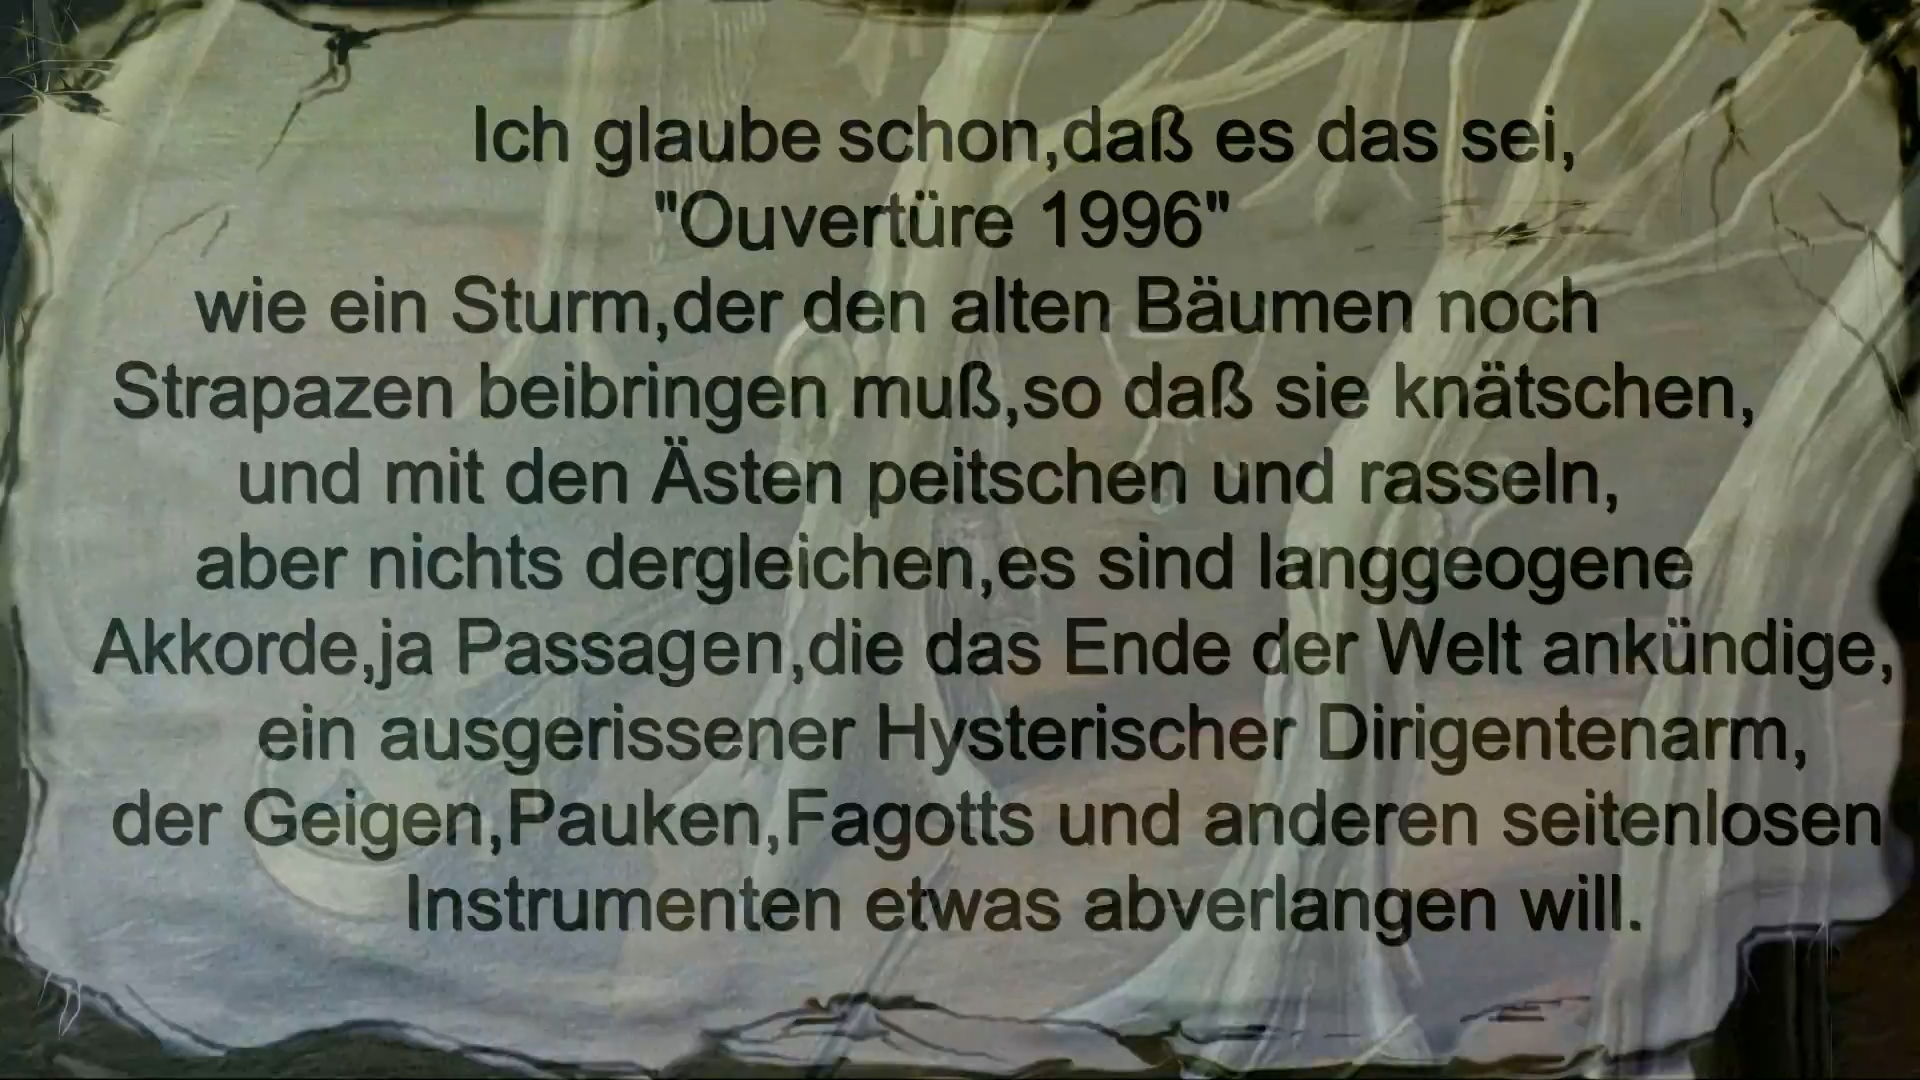 Ich glaube schon,daß es das sei,
"Ouvertüre 1996"
wie ein Sturm,der den alten Bäumen noch
Strapazen beibringen muß,so daß sie knätschen,
und mit den Ästen peitschen und rasseln,
aber nichts dergleichen,es sind langgeogene
Akkorde,ja Passagen,die das Ende der Welt ankündige,
ein ausgerissener Hysterischer Dirigentenarm,
der Geigen,Pauken,Fagotts und anderen seitenlosen
Instrumenten etwas abverlangen will.